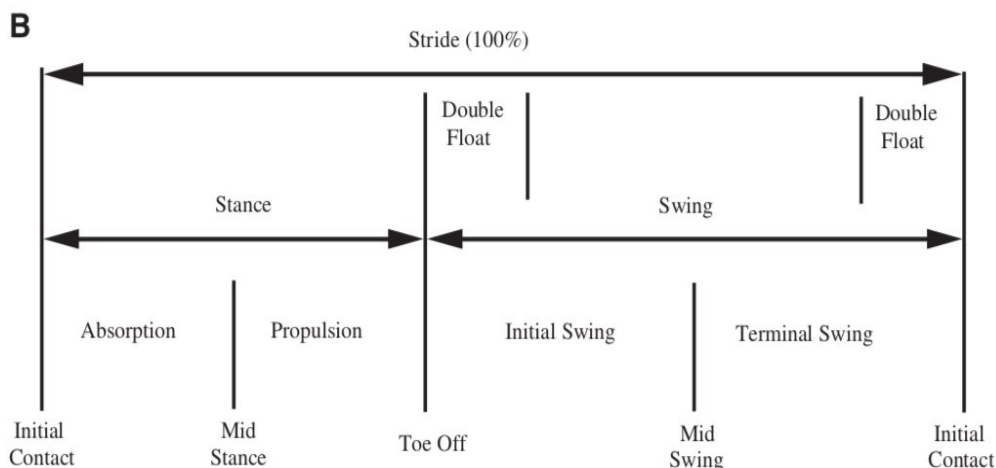 B
Stride (100%)
Double
Float
Double
Float
Stance
Swing
Absorption
Propulsion
Initial Swing
Terminal Swing
Initial
Contact
Mid
Stance
Toe Off
Mid
Swing
Initial
Contact